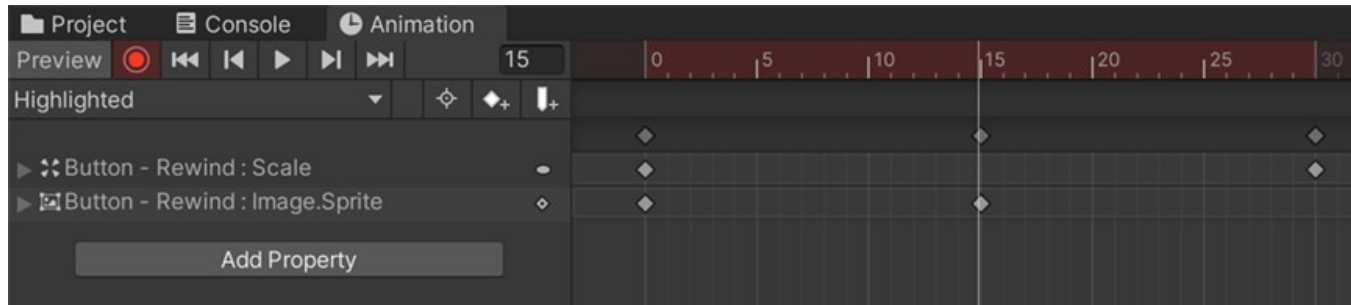 Project Console Animation
Preview 15 0 5 10 15 20 25 30
Highlighted
Button - Rewind : Scale
Button - Rewind : Image.Sprite
Add Property